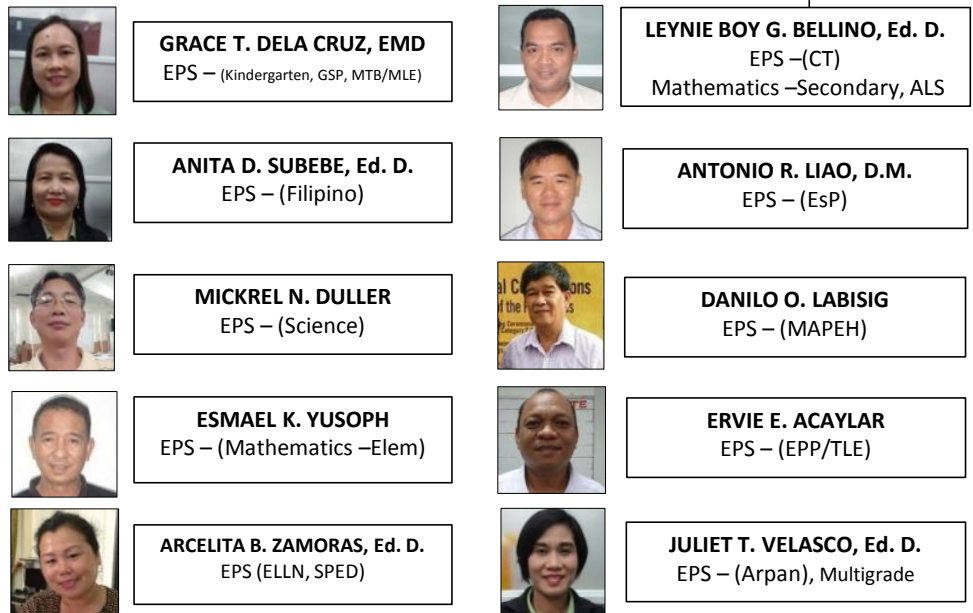 GRACE T. DELA CRUZ, EMD
EPS – (Kindergarten, GSP, MTB/MLE)
LEYNIE BOY G. BELLINO, Ed. D.
EPS –(CT)
Mathematics –Secondary, ALS
ANITA D. SUBEBE, Ed. D.
EPS – (Filipino)
ANTONIO R. LIAO, D.M.
EPS – (EsP)
MICKREL N. DULLER
EPS – (Science)
DANILO O. LABISIG
EPS – (MAPEH)
ESMAEL K. YUSOPH
EPS – (Mathematics –Elem)
ERVIE E. ACAYLAR
EPS – (EPP/TLE)
ARCELITA B. ZAMORAS, Ed. D.
EPS (ELLN, SPED)
JULIET T. VELASCO, Ed. D.
EPS – (Arpan), Multigrade